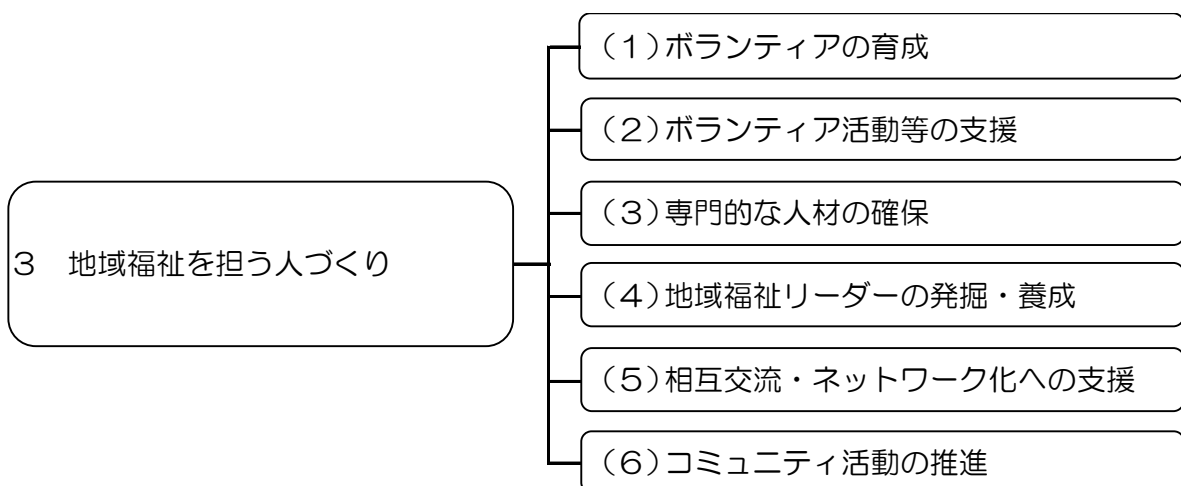 ３　地域福祉を担う人づくり
（１）ボランティアの育成
（２）ボランティア活動等の支援
（３）専門的な人材の確保
（４）地域福祉リーダーの発掘・養成
（５）相互交流・ネットワーク化への支援
（６）コミュニティ活動の推進